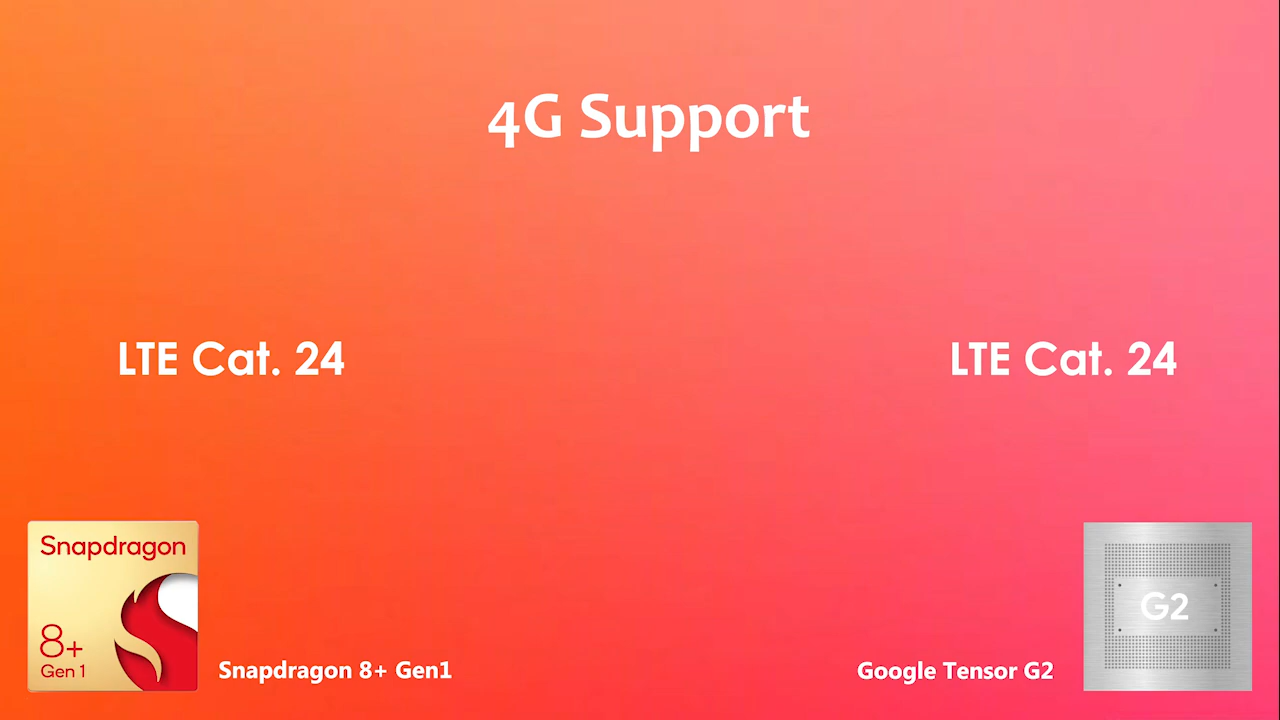 4G Support
LTE Cat. 24
LTE Cat. 24
Snapdragon
8+
Gen 1
Snapdragon 8+ Gen1
Google Tensor G2
G2